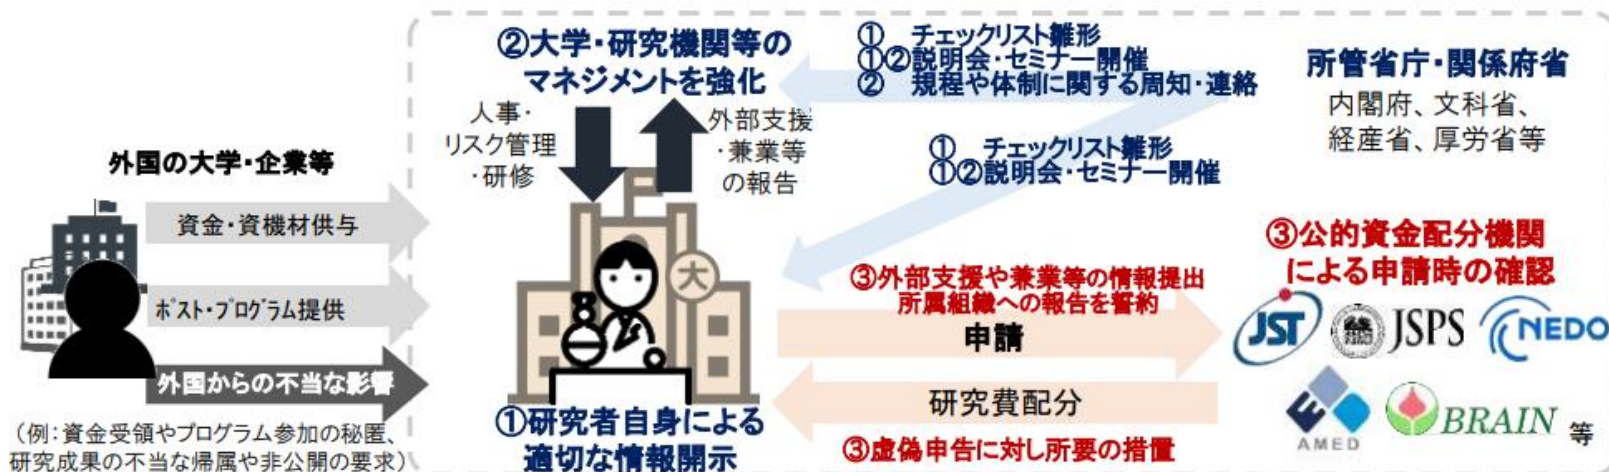 外国の大学・企業等
資金・資機材供与
ポスト・プログラム提供
外国からの不当な影響
（例：資金受領やプログラム参加の秘匿、
研究成果の不当な帰属や非公開の要求）
②大学・研究機関等の
マネジメントを強化
人事・
リスク管理
・研修
外部支援
・兼業等
の報告
大
①研究者自身による
適切な情報開示
① チェックリスト雛形
①②説明会・セミナー開催
② 規程や体制に関する周知・連絡
① チェックリスト雛形
①②説明会・セミナー開催
所管省庁・関係府省
内閣府、文科省、
経産省、厚労省等
③外部支援や兼業等の情報提出
所属組織への報告を誓約
申請
研究費配分
③虚偽申告に対し所要の措置
③公的資金配分機関
による申請時の確認
JST
JSPS
NEDO
AMED
BRAIN 等